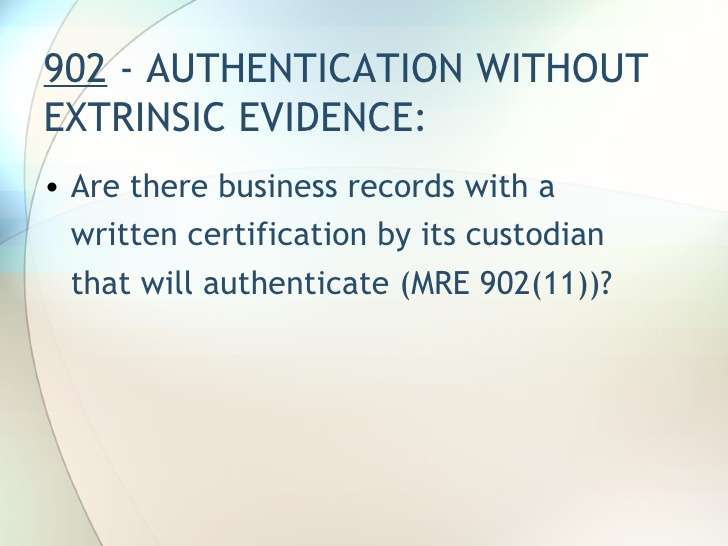 902 - AUTHENTICATION WITHOUT
EXTRINSIC EVIDENCE:
• Are there business records with a
written certification by its custodian
that will authenticate (MRE 902(11))?